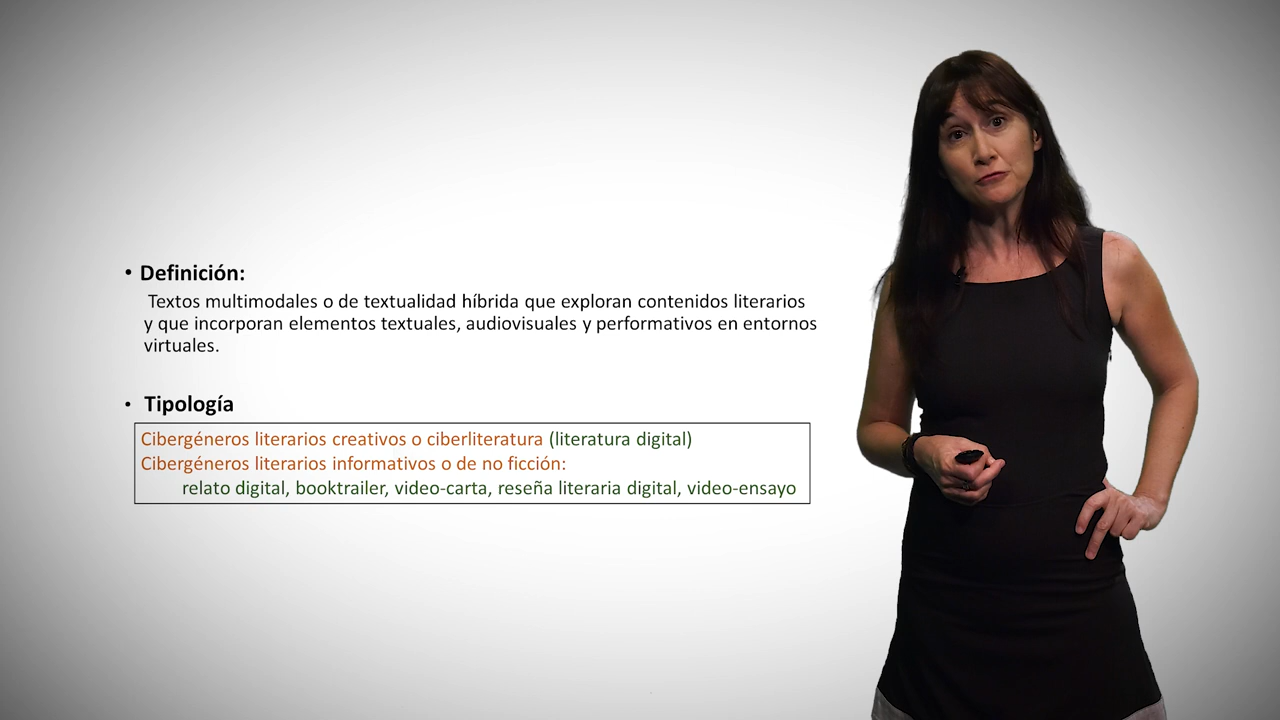 • Definición:
Textos multimodales o de textualidad híbrida que exploran contenidos literarios
y que incorporan elementos textuales, audiovisuales y performativos en entornos
virtuales.
• Tipología
Cibergéneros literarios creativos o ciberliteratura (literatura digital)
Cibergéneros literarios informativos o de no ficción:
relato digital, booktrailer, video-carta, reseña literaria digital, video-ensayo